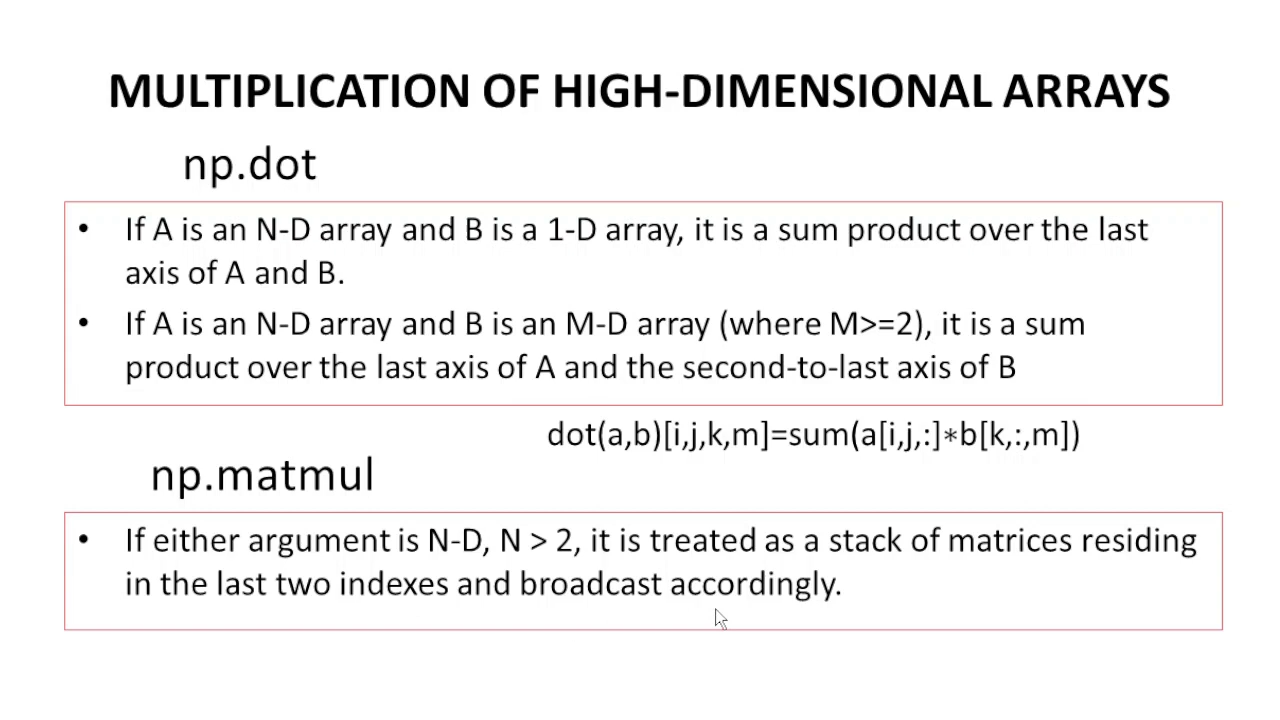 MULTIPLICATION OF HIGH-DIMENSIONAL ARRAYS
np.dot
• If A is an N-D array and B is a 1-D array, it is a sum product over the last
axis of A and B.
• If A is an N-D array and B is an M-D array (where M>=2), it is a sum
product over the last axis of A and the second-to-last axis of B
dot(a,b)[i,j,k,m]=sum(a[i,j,:]*b[k,:,m])
np.matmul
• If either argument is N-D, N > 2, it is treated as a stack of matrices residing
in the last two indexes and broadcast accordingly.